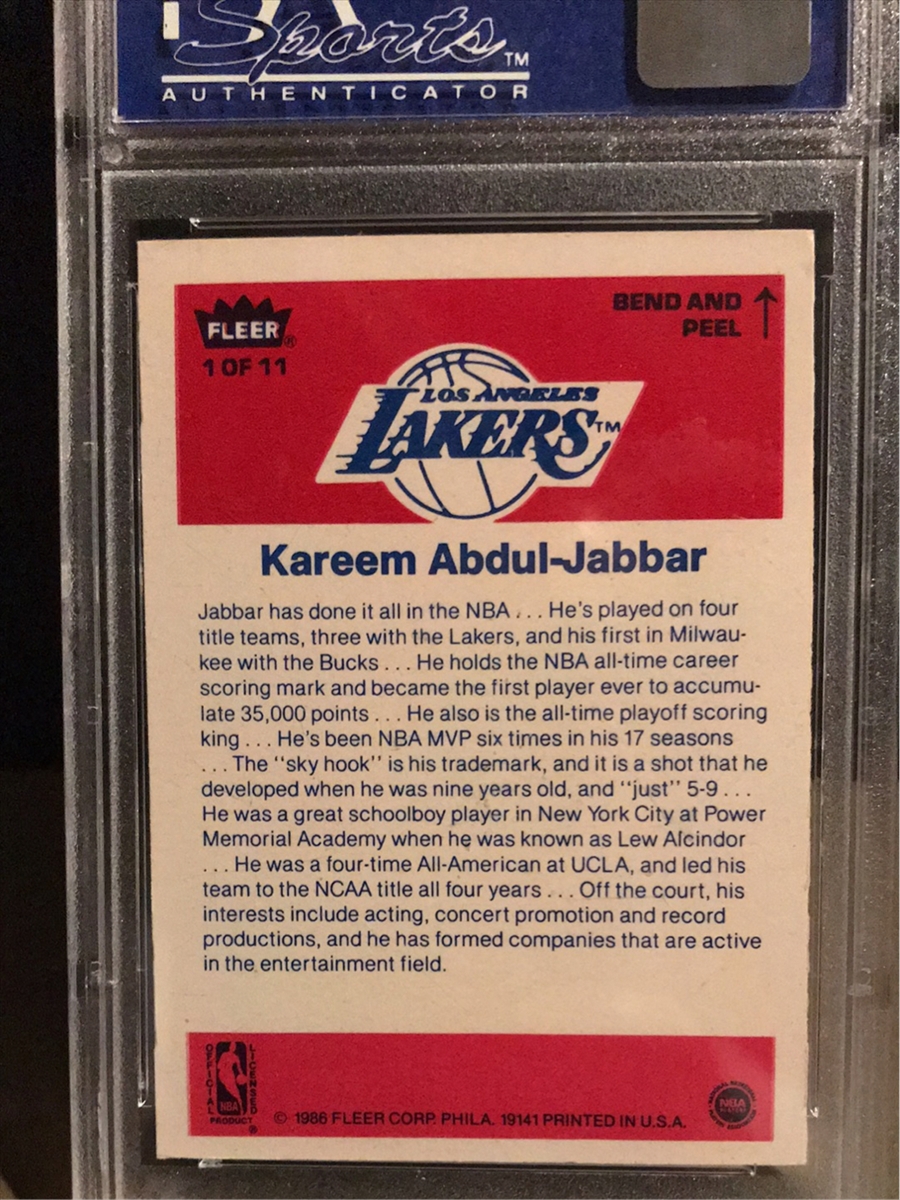 Sports™
AUTHENTICATOR
FLEER®
1 OF 11
BEND AND
PEEL
LOS ANGELES
LAKERS™
Kareem Abdul-Jabbar
Jabbar has done it all in the NBA . . . He's played on four
title teams, three with the Lakers, and his first in Milwau-
kee with the Bucks . . . He holds the NBA all-time career
scoring mark and became the first player ever to accumu-
late 35,000 points . . . He also is the all-time playoff scoring
king . . . He's been NBA MVP six times in his 17 seasons
. . . The "sky hook" is his trademark, and it is a shot that he
developed when he was nine years old, and "just" 5-9 . . .
He was a great schoolboy player in New York City at Power
Memorial Academy when he was known as Lew Alcindor
. . . He was a four-time All-American at UCLA, and led his
team to the NCAA title all four years . . . Off the court, his
interests include acting, concert promotion and record
productions, and he has formed companies that are active
in the entertainment field.
OFFICIAL
NBA
LICENSED
PRODUCT®
© 1986 FLEER CORP. PHILA. 19141 PRINTED IN U.S.A.
NBA